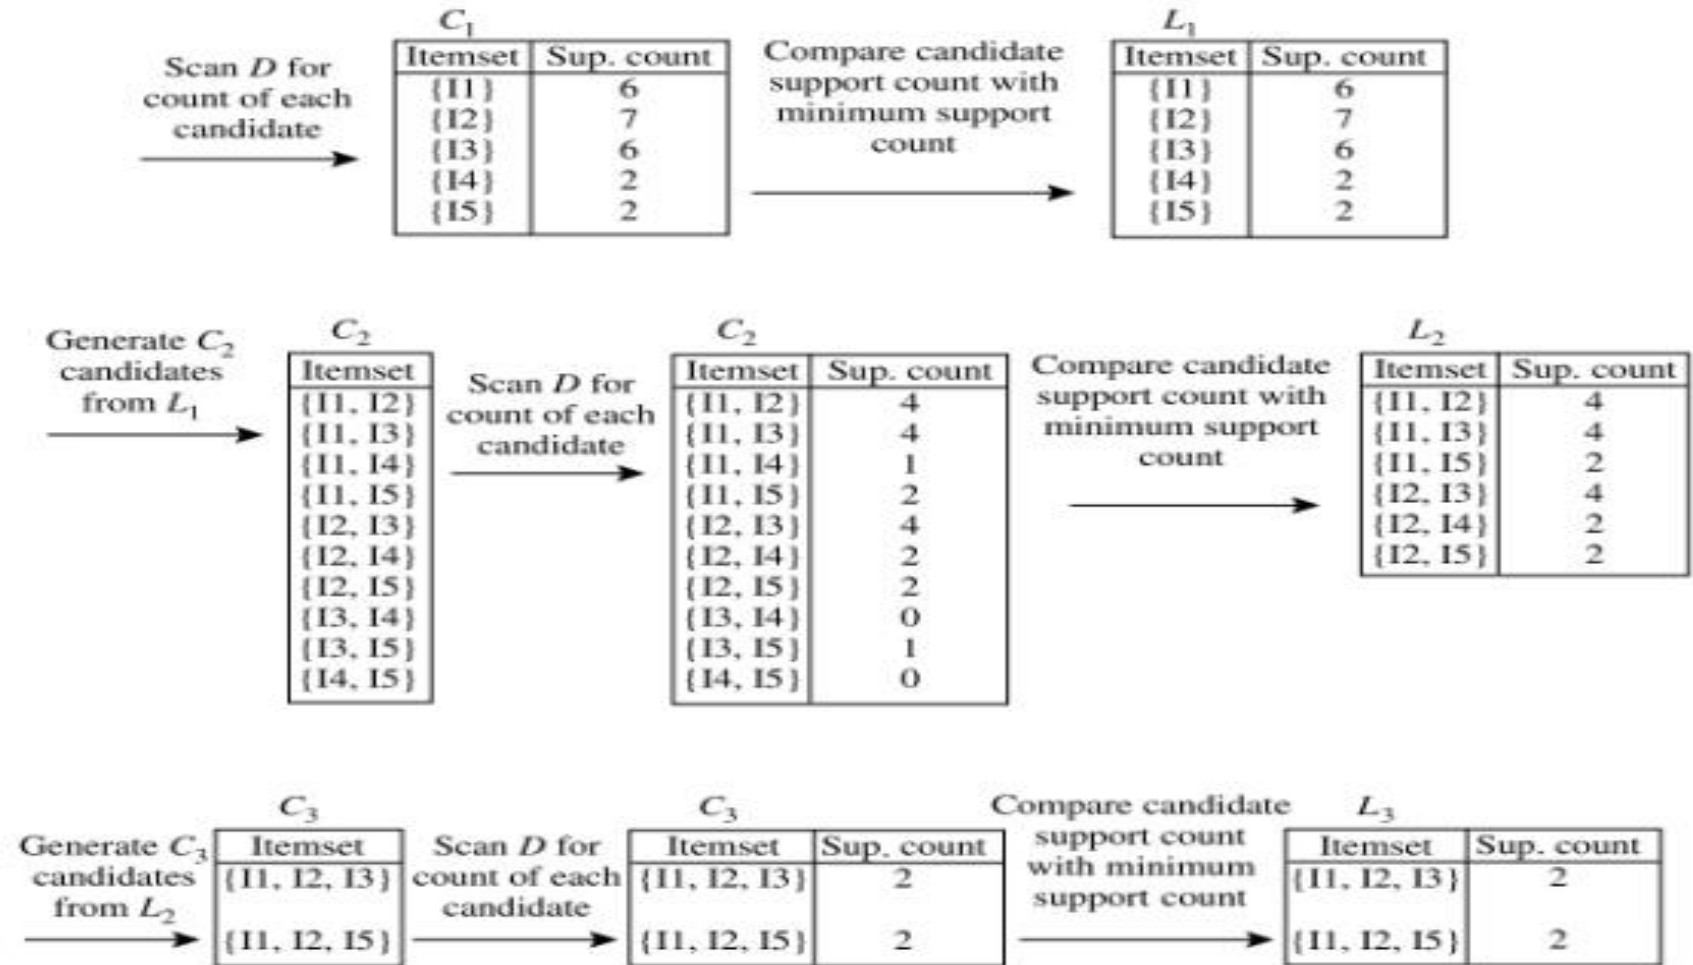 C1
Scan D for
count of each
candidate
Itemset Sup. count
{I1} 6
{I2} 7
{I3} 6
{I4} 2
{I5} 2
Compare candidate
support count with
minimum support
count
L1
Itemset Sup. count
{I1} 6
{I2} 7
{I3} 6
{I4} 2
{I5} 2
Generate C2
candidates
from L1
C2
Itemset
{I1, I2}
{I1, I3}
{I1, I4}
{I1, I5}
{I2, I3}
{I2, I4}
{I2, I5}
{I3, I4}
{I3, I5}
{I4, I5}
Scan D for
count of each
candidate
C2
Itemset Sup. count
{I1, I2} 4
{I1, I3} 4
{I1, I4} 1
{I1, I5} 2
{I2, I3} 4
{I2, I4} 2
{I2, I5} 2
{I3, I4} 0
{I3, I5} 1
{I4, I5} 0
Compare candidate
support count with
minimum support
count
L2
Itemset Sup. count
{I1, I2} 4
{I1, I3} 4
{I1, I5} 2
{I2, I3} 4
{I2, I4} 2
{I2, I5} 2
Generate C3
candidates
from L2
C3
Itemset
{I1, I2, I3}
{I1, I2, I5}
Scan D for
count of each
candidate
C3
Itemset Sup. count
{I1, I2, I3} 2
{I1, I2, I5} 2
Compare candidate
support count
with minimum
support count
L3
Itemset Sup. count
{I1, I2, I3} 2
{I1, I2, I5} 2